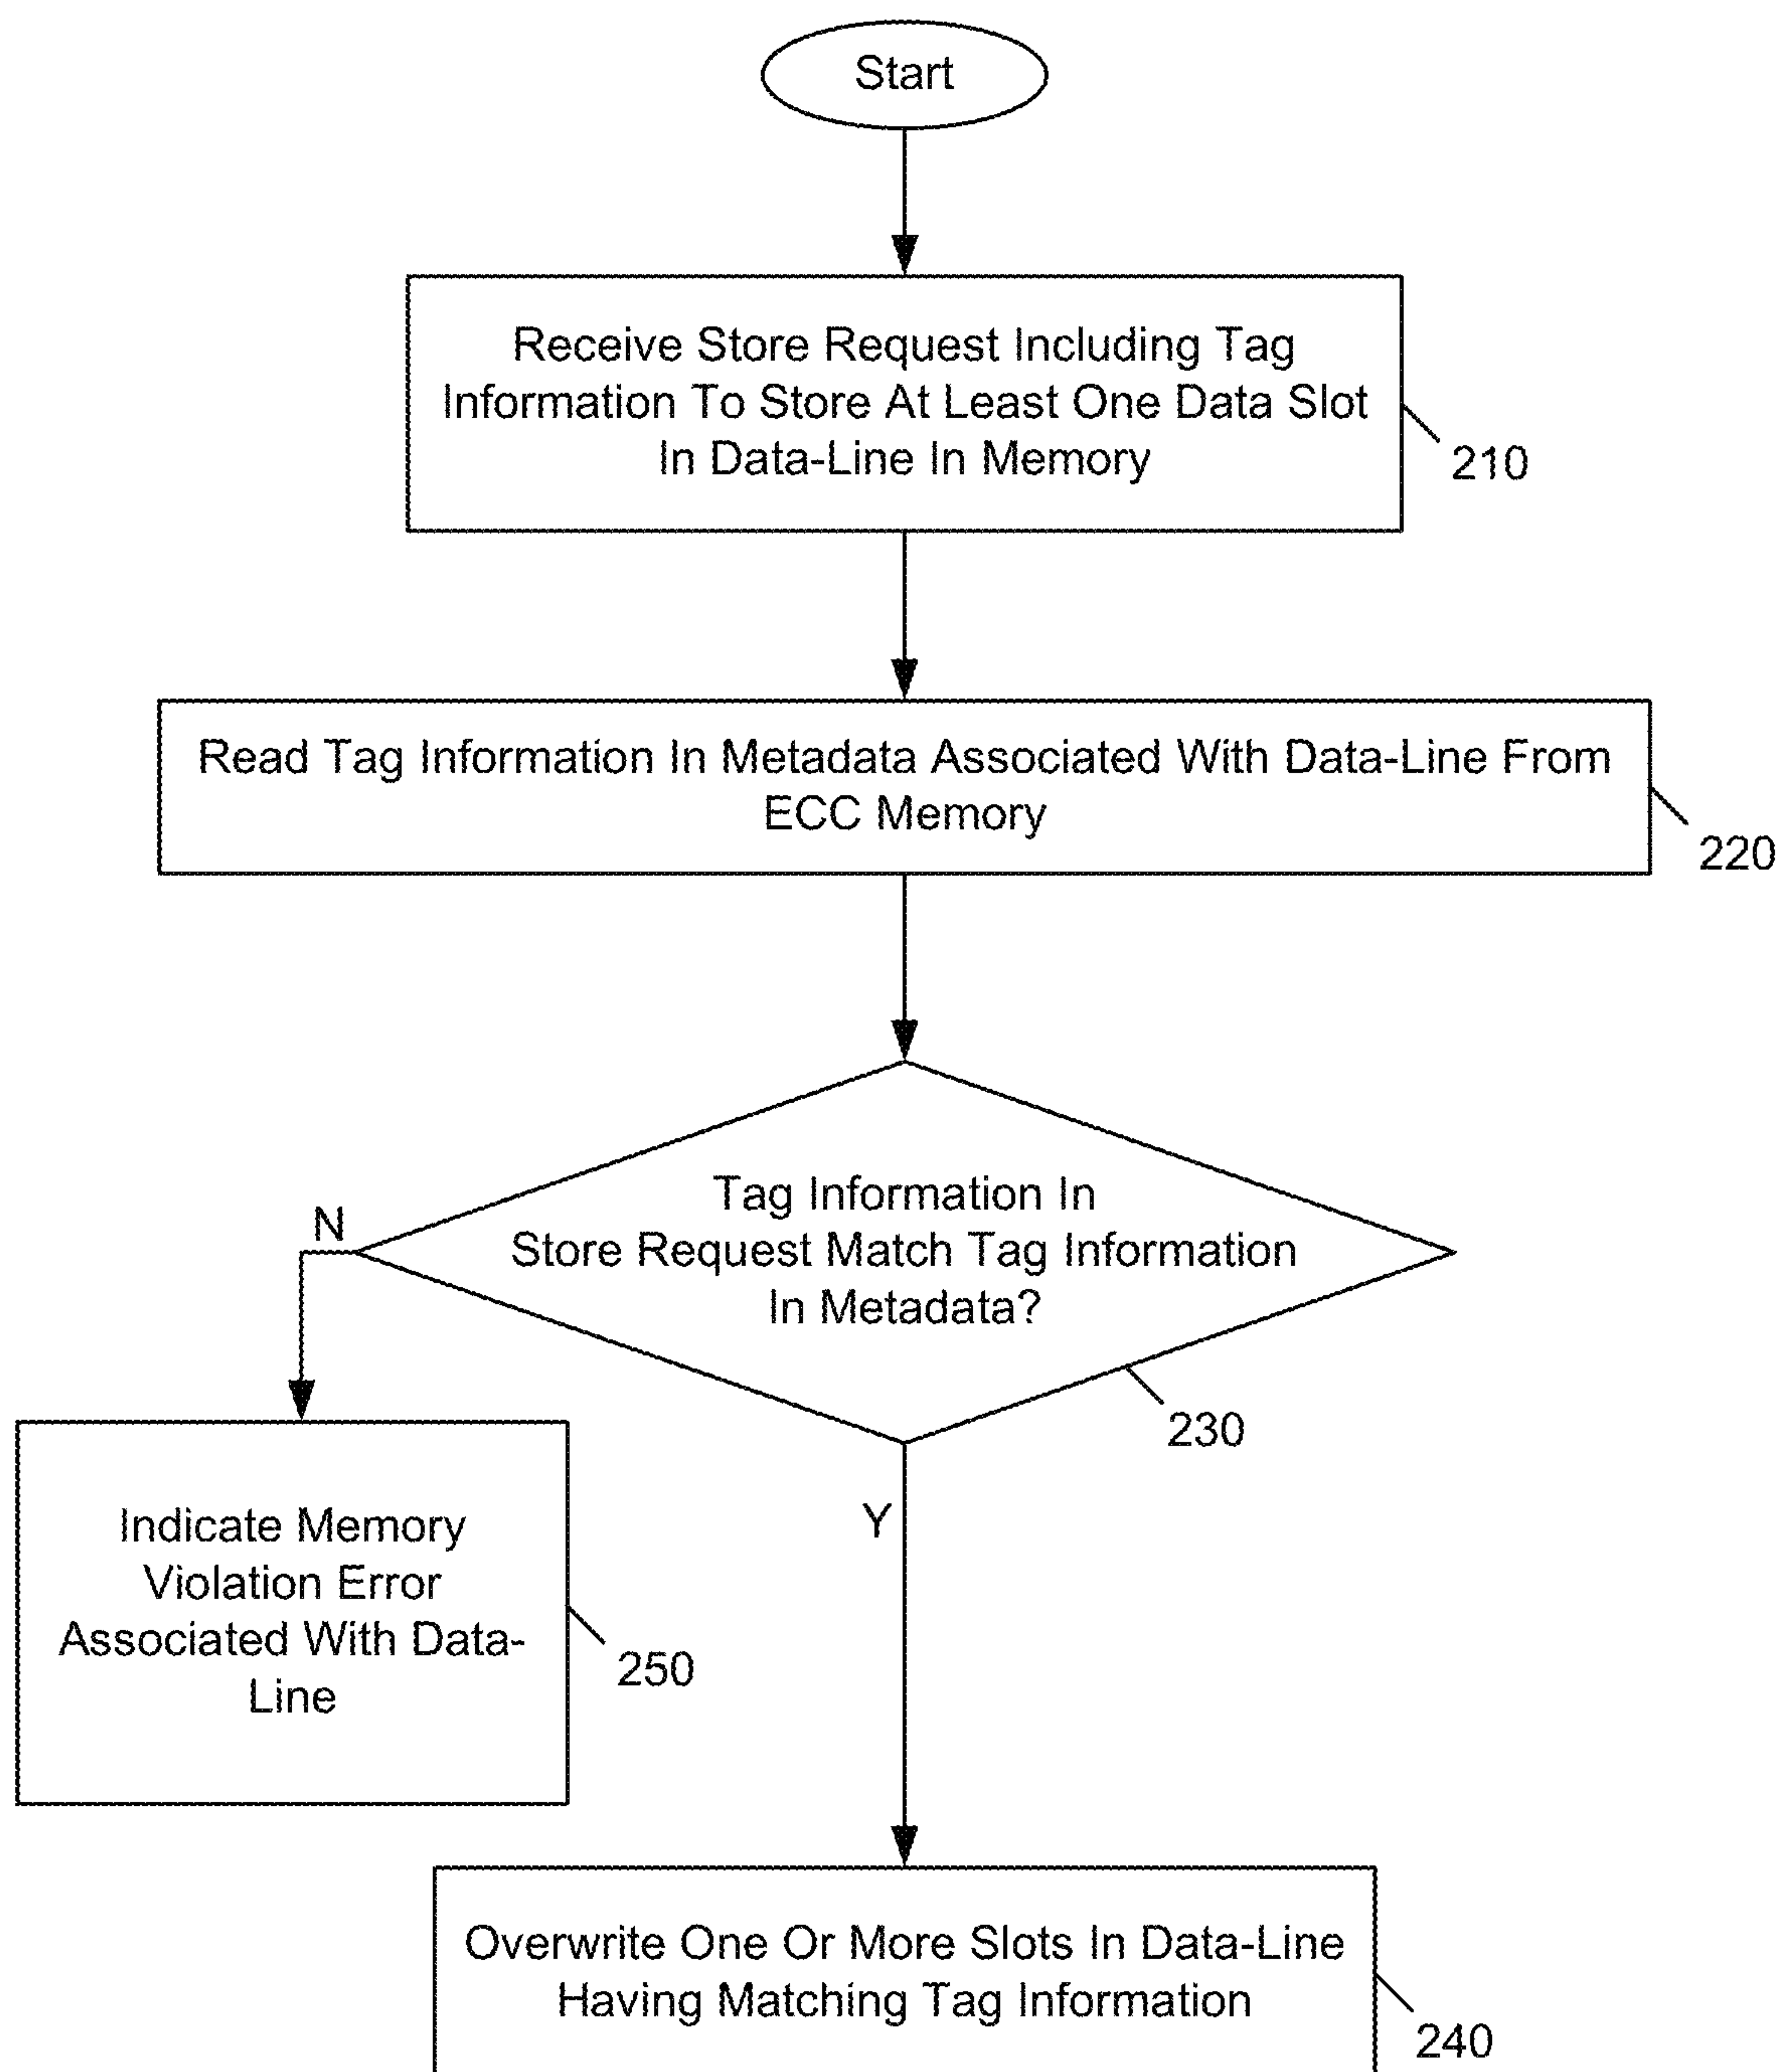 Start
Receive Store Request Including Tag
Information To Store At Least One Data Slot
In Data-Line In Memory
210
Read Tag Information In Metadata Associated With Data-Line From
ECC Memory
220
Tag Information In
Store Request Match Tag Information
In Metadata?
N
230
Y
Indicate Memory
Violation Error
Associated With Data-
Line
250
Overwrite One Or More Slots In Data-Line
Having Matching Tag Information
240